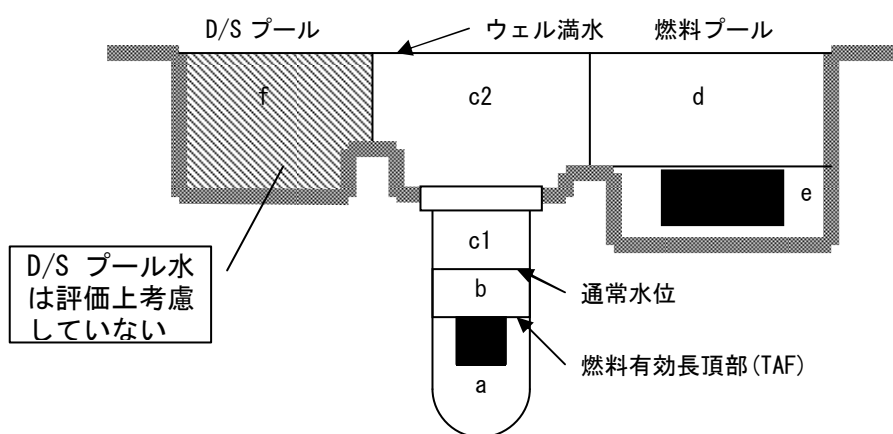 D/S プール
ウェル満水
燃料プール
f
c2
d
e
c1
D/S プール水
は評価上考慮
していない
b
通常水位
燃料有効長頂部(TAF)
a